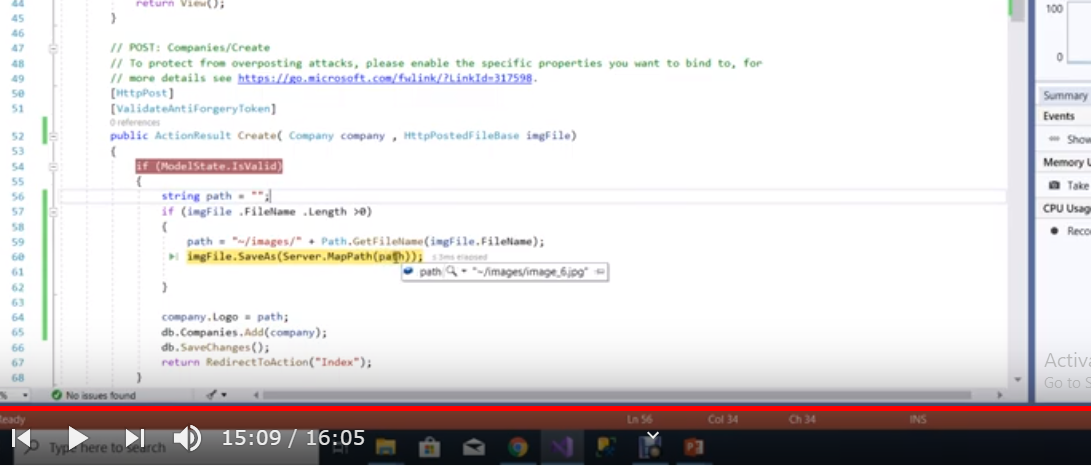 44 return View();
45 }
46
47 // POST: Companies/Create
48 // To protect from overposting attacks, please enable the specific properties you want to bind to, for
49 // more details see https://go.microsoft.com/fwlink/?LinkId=317598.
50 [HttpPost]
51 [ValidateAntiForgeryToken]
0 references
52 public ActionResult Create( Company company , HttpPostedFileBase imgFile)
53 {
54 if (ModelState.IsValid)
55 {
56 string path = "";
57 if (imgFile .FileName .Length >0)
58 {
59 path = "~/images/" + Path.GetFileName(imgFile.FileName);
60 imgFile.SaveAs(Server.MapPath(path)); ≤ 3ms elapsed
61 path "~/images/image_6.jpg"
62 }
63
64 company.Logo = path;
65 db.Companies.Add(company);
66 db.SaveChanges();
67 return RedirectToAction("Index");
68 }
100
0
Summary
Events
Show
Memory U
Take
CPU Usag
Reco
Activa
Go to S
% No issues found
Ready Ln 56 Col 34 Ch 34 INS
15:09 / 16:05
Type here to search